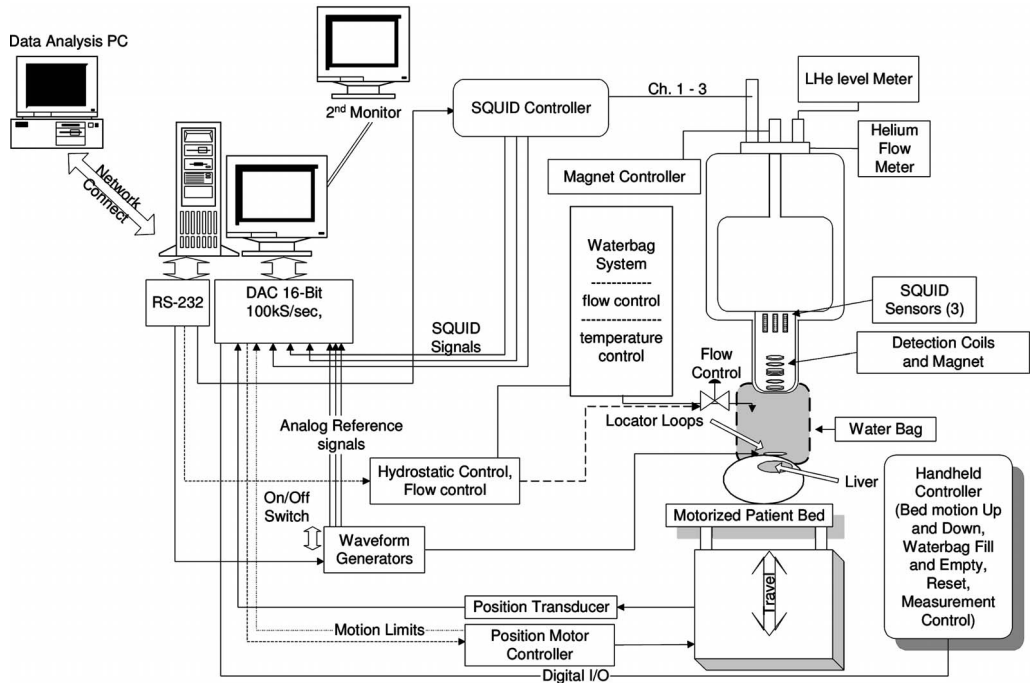 Data Analysis PC
2nd Monitor
Network
Connect
SQUID Controller
Ch. 1 - 3
LHe level Meter
Helium
Flow
Meter
Magnet Controller
Waterbag
System
flow control
temperature
control
RS-232
DAC 16-Bit
100kS/sec,
SQUID
Signals
SQUID
Sensors (3)
Detection Coils
and Magnet
Flow
Control
Locator Loops
Water Bag
Analog Reference
signals
Hydrostatic Control,
Flow control
Liver
On/Off
Switch
Waveform
Generators
Motorized Patient Bed
Travel
Handheld
Controller
(Bed motion Up
and Down,
Waterbag Fill
and Empty,
Reset,
Measurement
Control)
Position Transducer
Motion Limits
Position Motor
Controller
Digital I/O